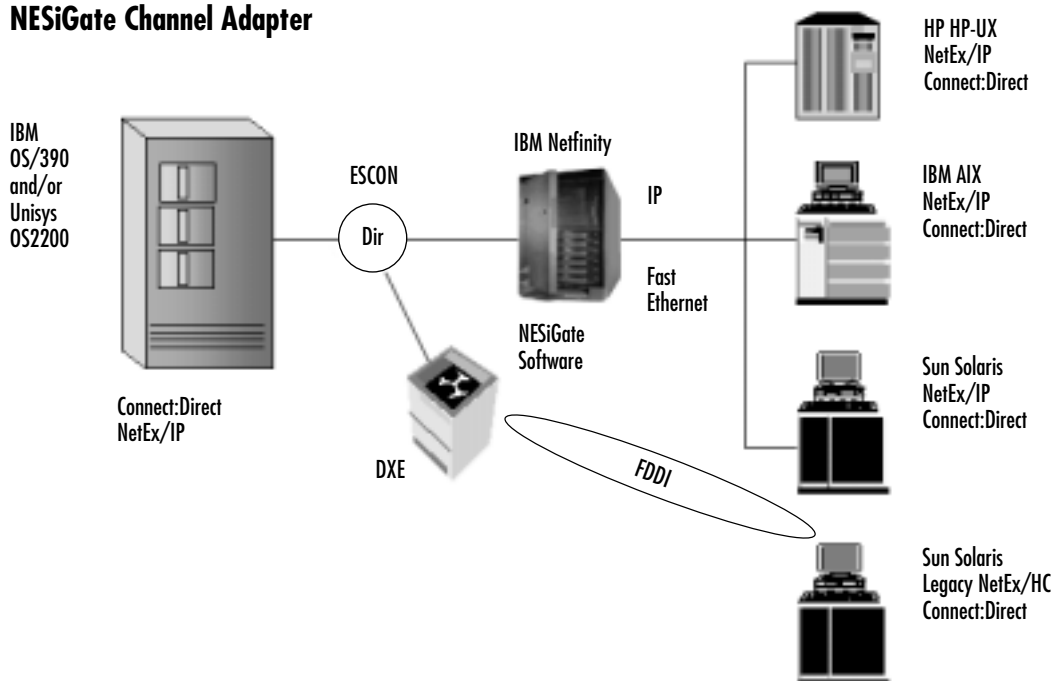 NESiGate Channel Adapter
IBM
OS/390
and/or
Unisys
OS2200
Connect:Direct
NetEx/IP
ESCON
Dir
IBM Netfinity
NESiGate
Software
IP
Fast
Ethernet
DXE
FDDI
HP HP-UX
NetEx/IP
Connect:Direct
IBM AIX
NetEx/IP
Connect:Direct
Sun Solaris
NetEx/IP
Connect:Direct
Sun Solaris
Legacy NetEx/HC
Connect:Direct